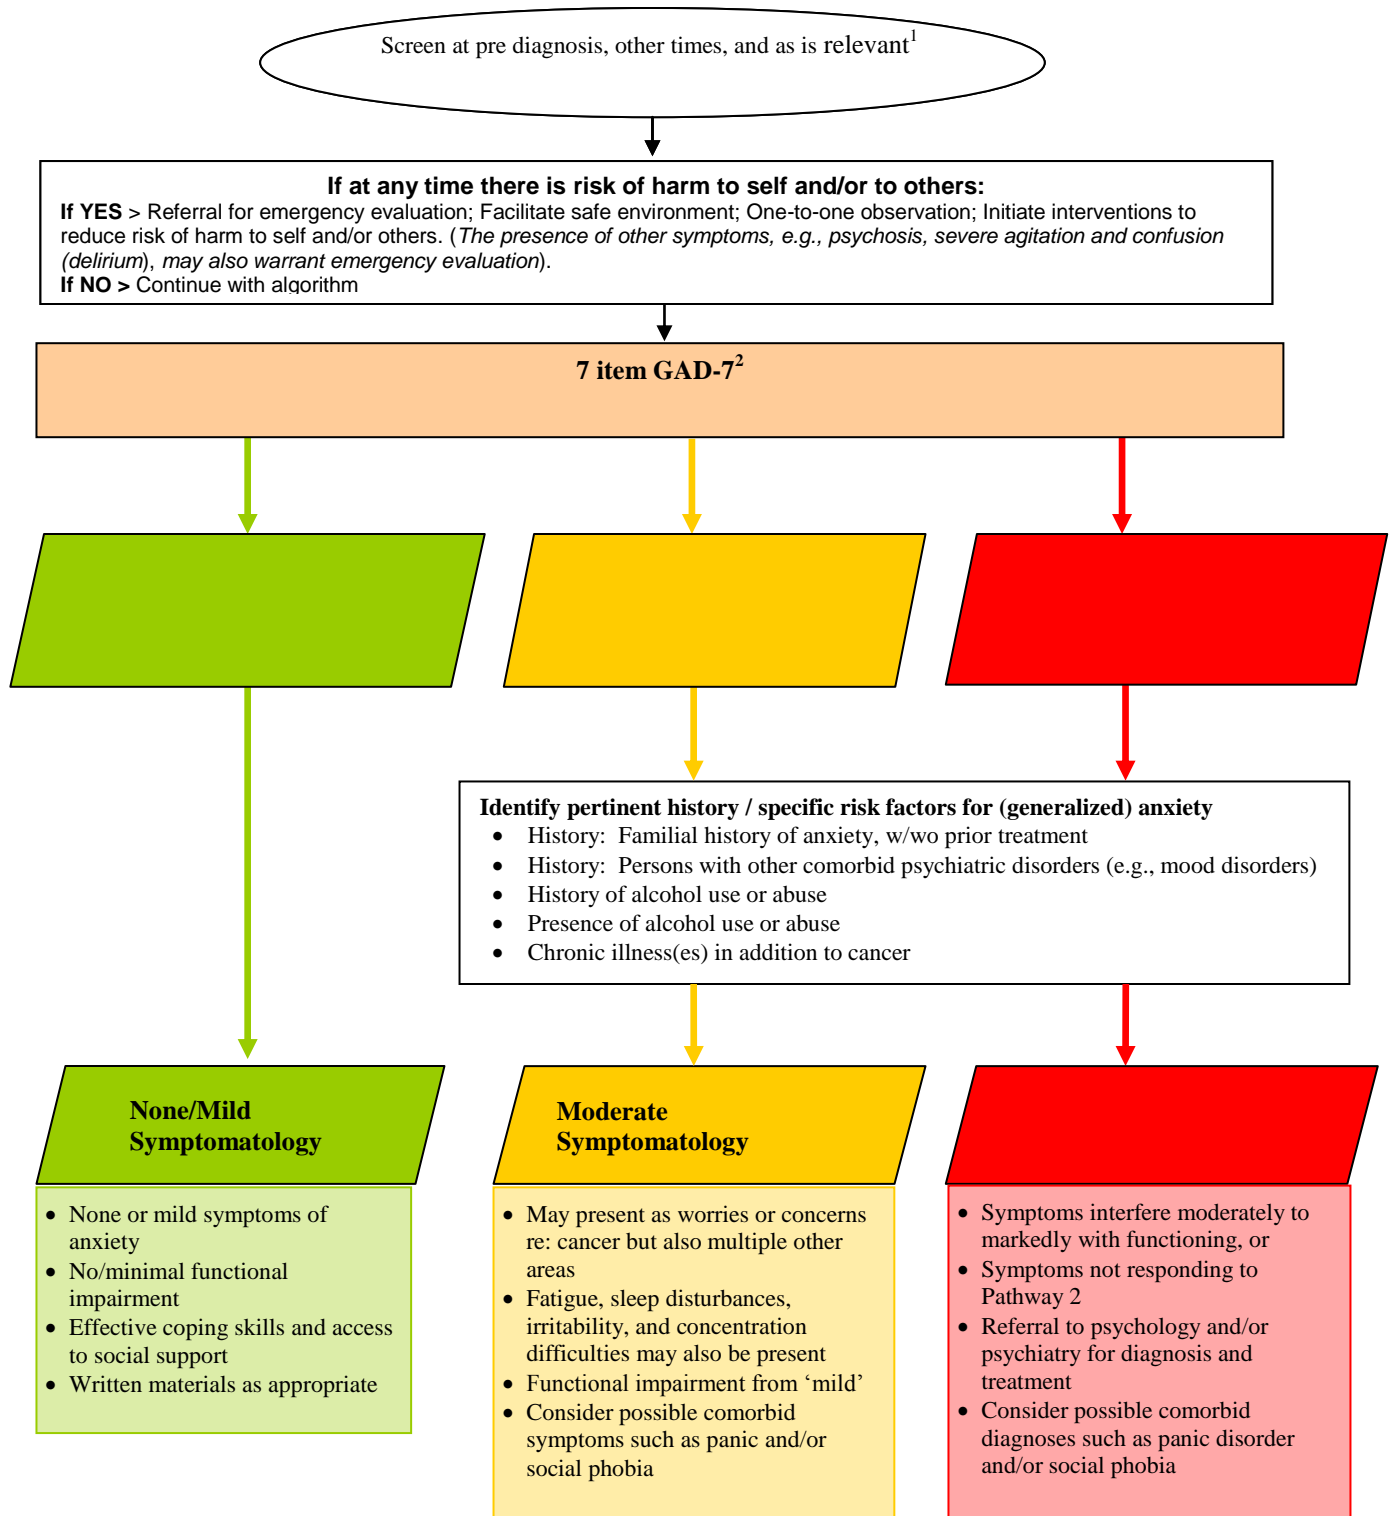 Screen at pre diagnosis, other times, and as is relevant1
If at any time there is risk of harm to self and/or to others:
If YES > Referral for emergency evaluation; Facilitate safe environment; One-to-one observation; Initiate interventions to
reduce risk of harm to self and/or others. (The presence of other symptoms, e.g., psychosis, severe agitation and confusion
(delirium), may also warrant emergency evaluation).
If NO > Continue with algorithm
7 item GAD-72
Identify pertinent history / specific risk factors for (generalized) anxiety
• History: Familial history of anxiety, w/wo prior treatment
• History: Persons with other comorbid psychiatric disorders (e.g., mood disorders)
• History of alcohol use or abuse
• Presence of alcohol use or abuse
• Chronic illness(es) in addition to cancer
None/Mild
Symptomatology
• None or mild symptoms of
anxiety
• No/minimal functional
impairment
• Effective coping skills and access
to social support
• Written materials as appropriate
Moderate
Symptomatology
• May present as worries or concerns
re: cancer but also multiple other
areas
• Fatigue, sleep disturbances,
irritability, and concentration
difficulties may also be present
• Functional impairment from ‘mild’
• Consider possible comorbid
symptoms such as panic and/or
social phobia
• Symptoms interfere moderately to
markedly with functioning, or
• Symptoms not responding to
Pathway 2
• Referral to psychology and/or
psychiatry for diagnosis and
treatment
• Consider possible comorbid
diagnoses such as panic disorder
and/or social phobia